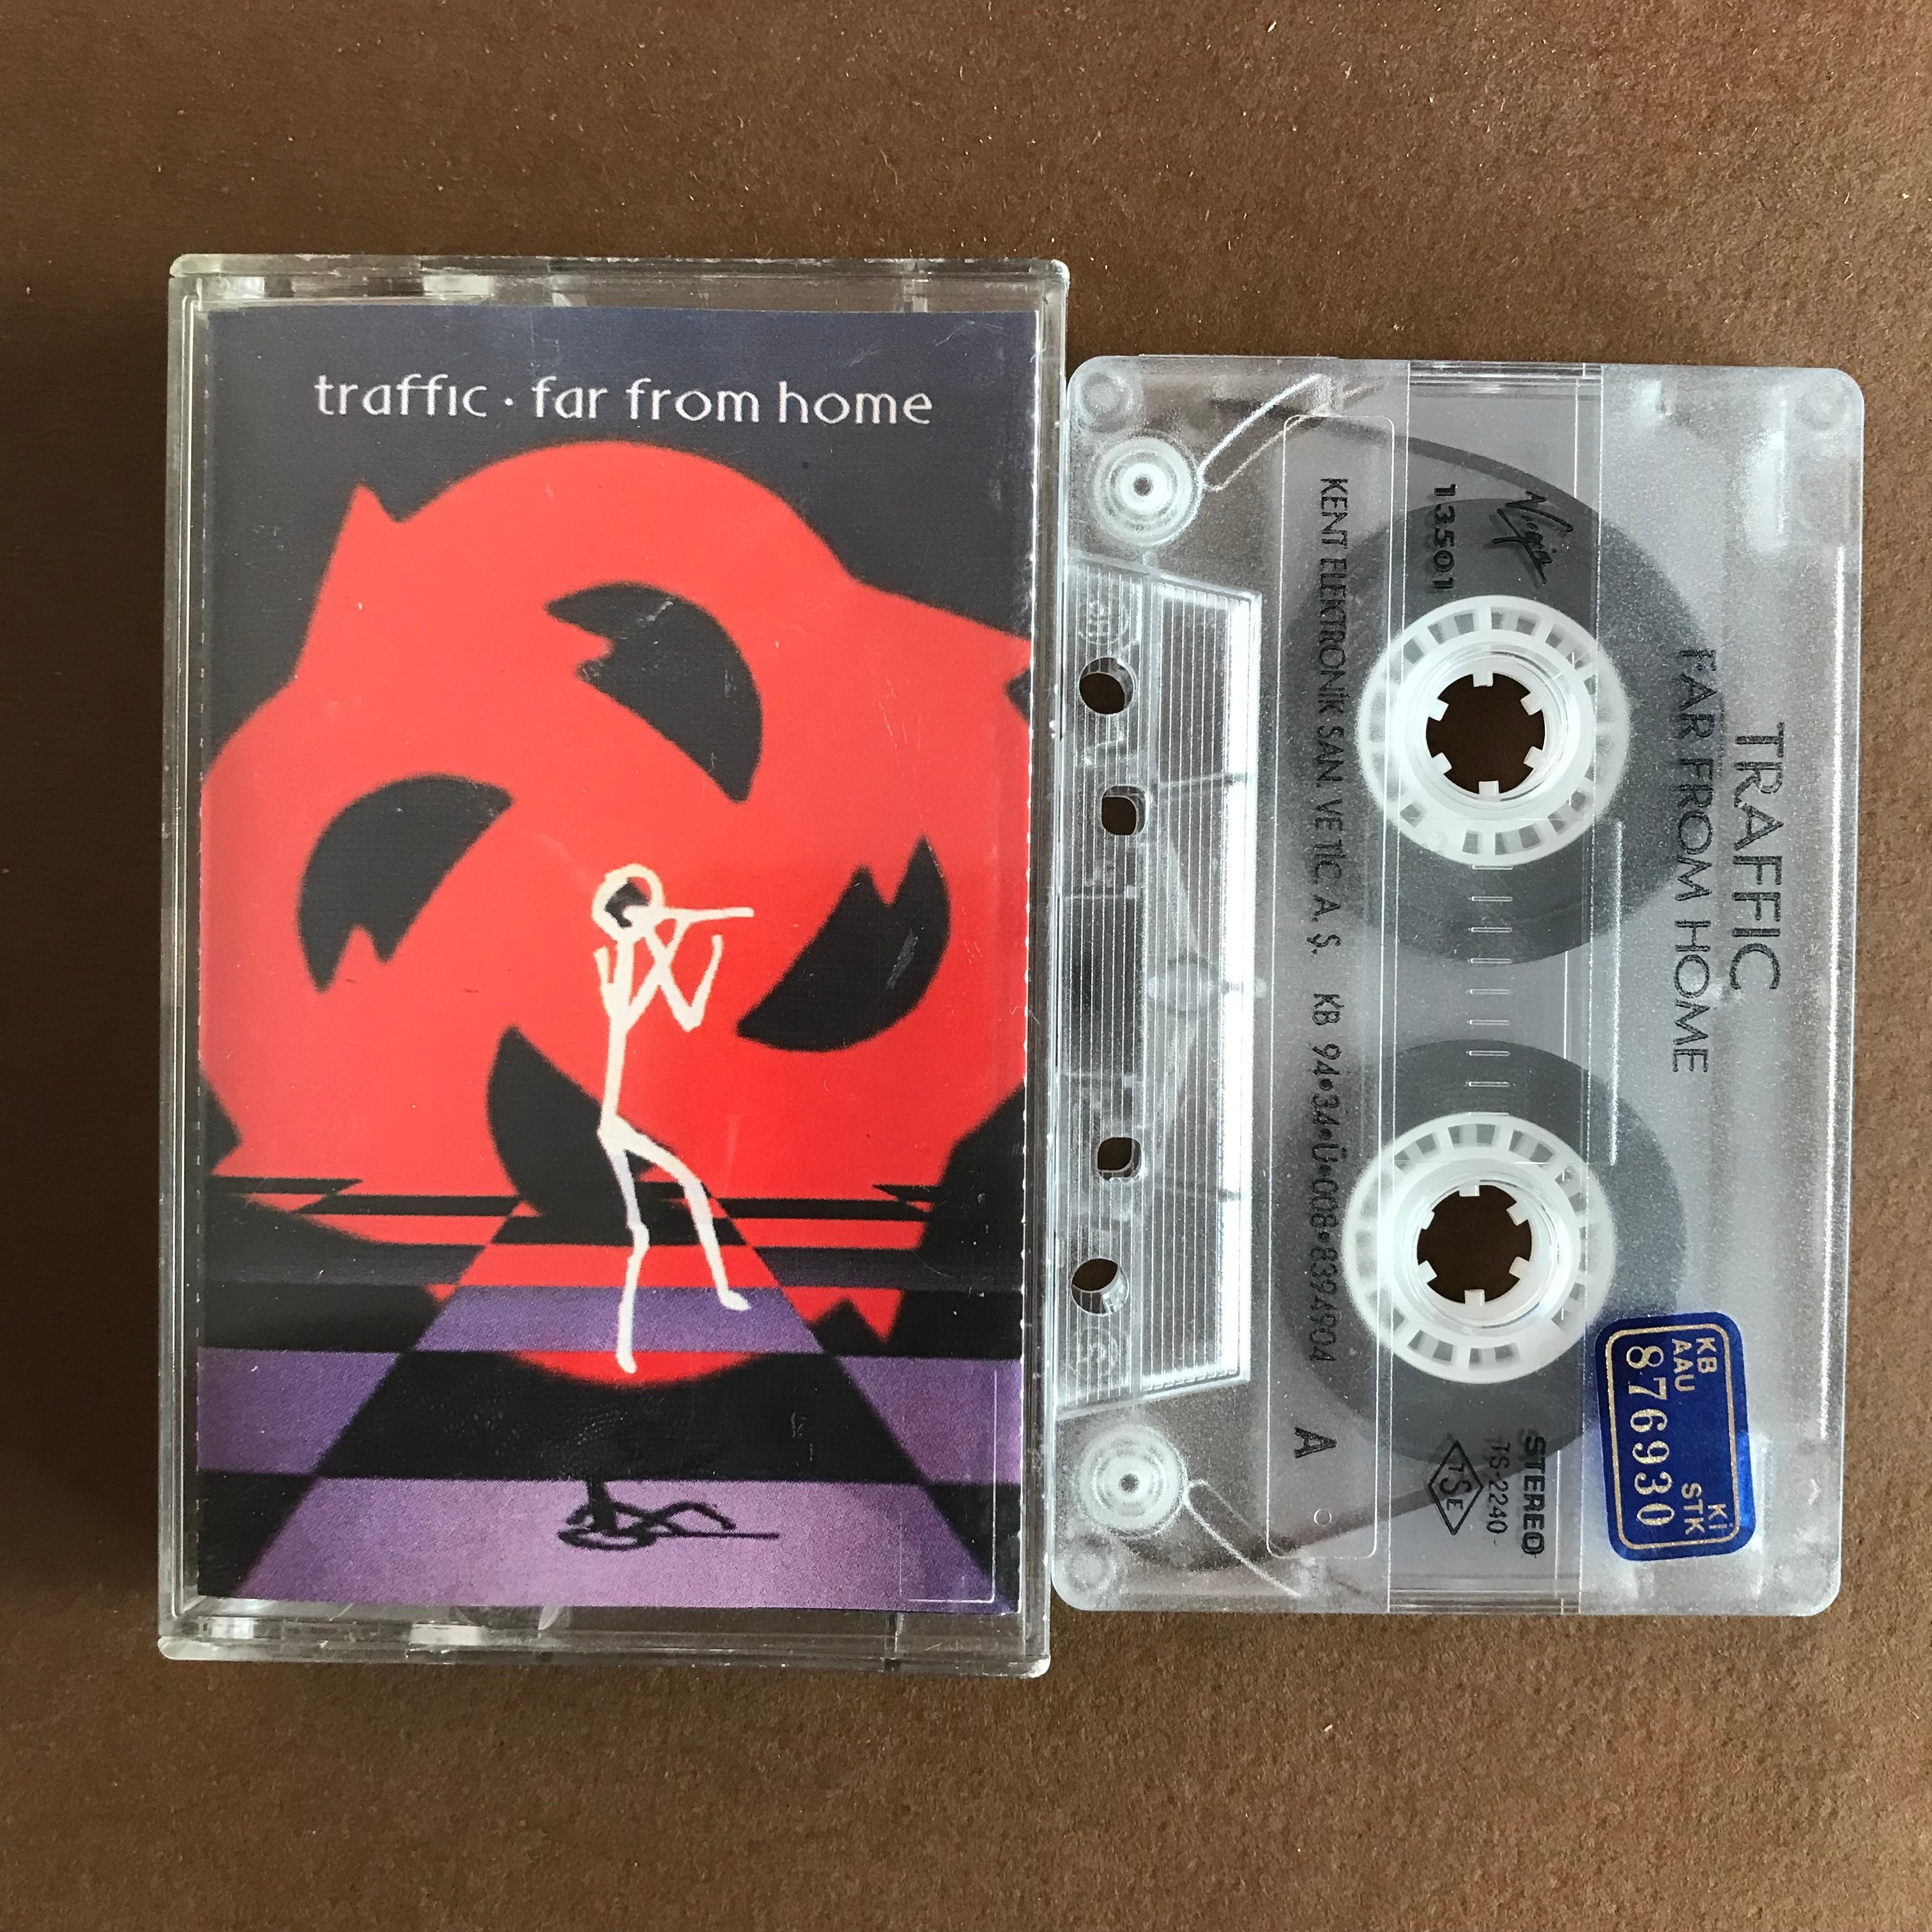 traffic · far from home
TRAFFIC
FAR FROM HOME
Virgin
13501
STEREO
TS-2240
TSE
KENT ELEKTRONİK SAN. VE TİC. A. Ş. KB 94•34•Ü•008•8394904
A
KB
AAU
Kİ
STK
876930